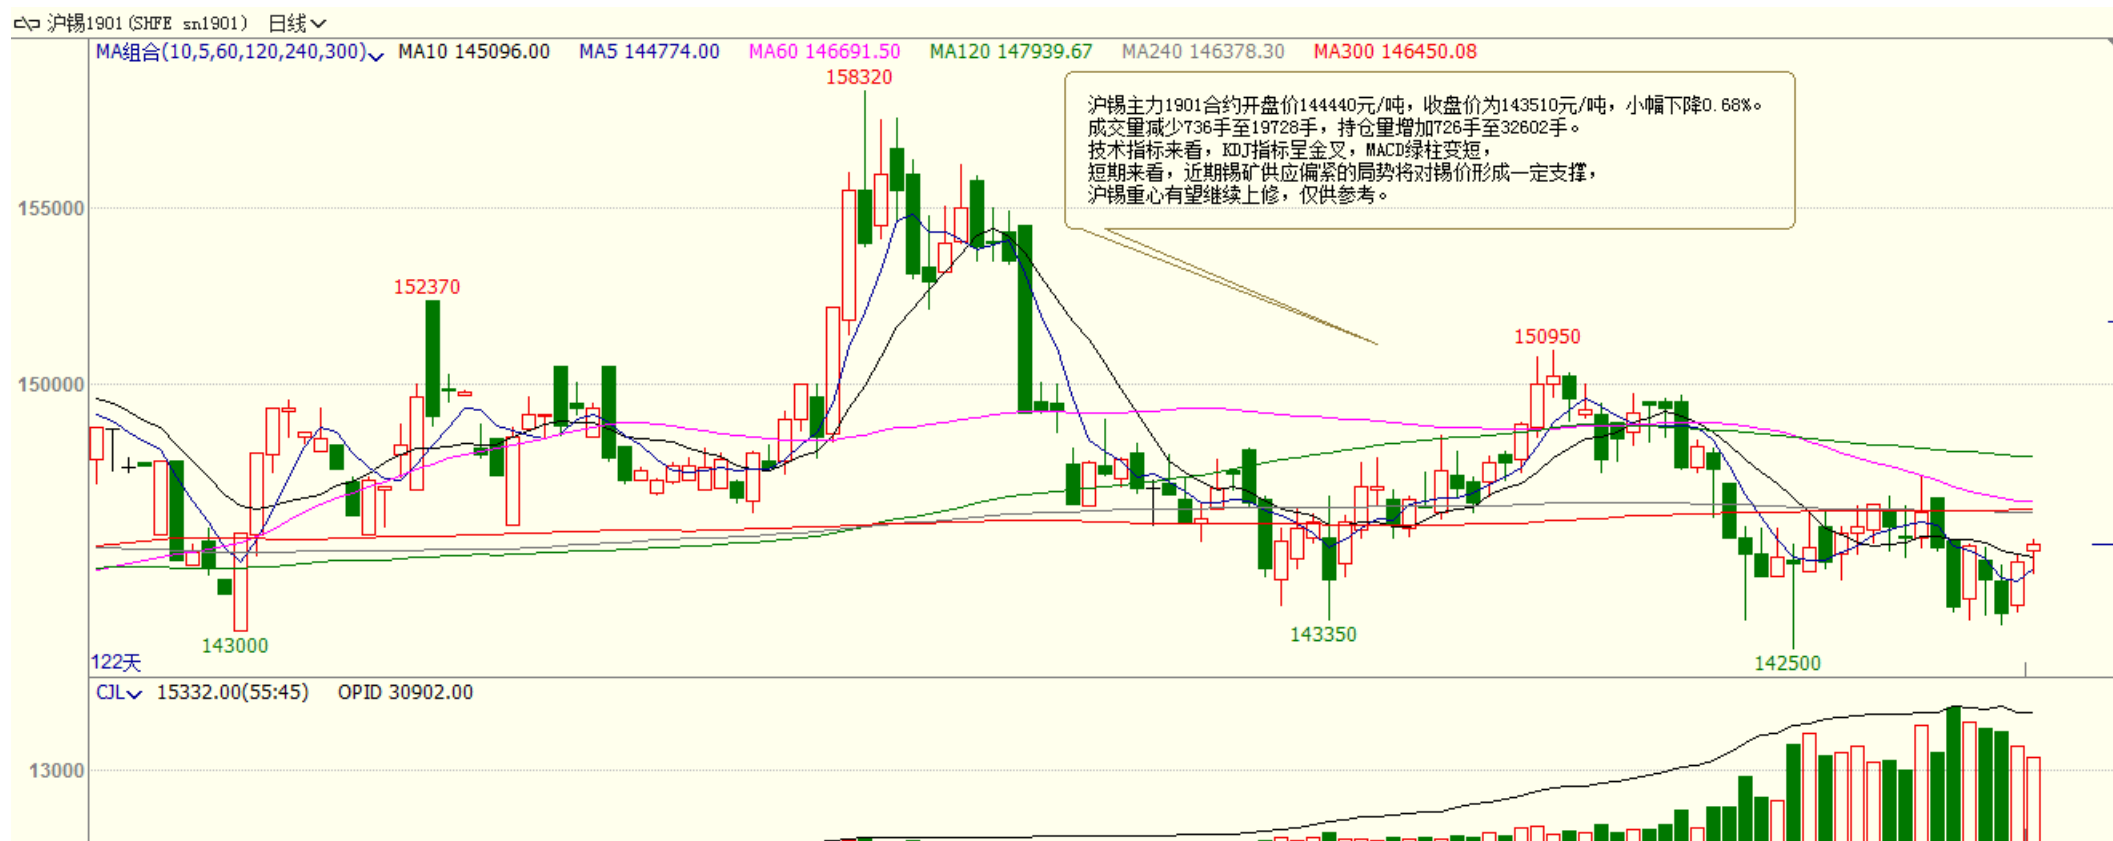 沪锡1901(SHFE sn1901) 日线
MA组合(10,5,60,120,240,300) MA10 145096.00 MA5 144774.00 MA60 146691.50 MA120 147939.67 MA240 146378.30 MA300 146450.08
158320
沪锡主力1901合约开盘价144440元/吨，收盘价为143510元/吨，小幅下降0.68%。
成交量减少736手至19728手，持仓量增加726手至32602手。
技术指标来看，KDJ指标呈金叉，MACD绿柱变短，
短期来看，近期锡矿供应偏紧的局势将对锡价形成一定支撑，
沪锡重心有望继续上修，仅供参考。
155000
152370
150950
150000
143350
143000
142500
122天
CJL 15332.00(55:45) OPID 30902.00
13000